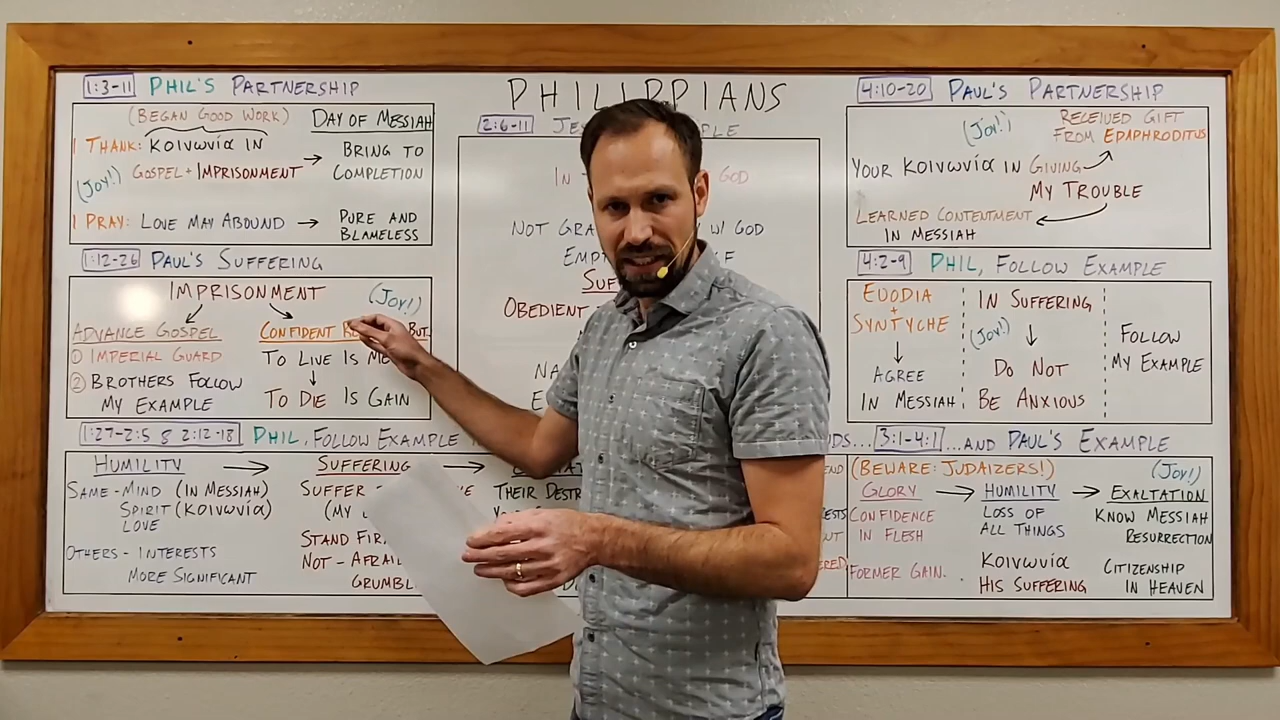 PHILIPPIANS
1:3-11 PHIL'S PARTNERSHIP
(BEGAN GOOD WORK) DAY OF MESSIAH
I THANK: Κοινωνία IN → BRING TO
(JOY!) GOSPEL + IMPRISONMENT COMPLETION
I PRAY: LOVE MAY ABOUND → PURE AND
BLAMELESS
1:12-26 PAUL'S SUFFERING
IMPRISONMENT (JOY!)
ADVANCE GOSPEL CONFIDENT BUT
① IMPERIAL GUARD TO LIVE IS
② BROTHERS FOLLOW
MY EXAMPLE TO DIE IS GAIN
1:27-2:5 & 2:12-18 PHIL, FOLLOW EXAMPLE
HUMILITY → SUFFERING →
SAME - MIND (IN MESSIAH) SUFFER THEIR
SPIRIT (Κοινωνία) (MY
LOVE STAND
OTHERS - INTERESTS NOT - AFRAID
MORE SIGNIFICANT
2:6-11
IN GOD
NOT W/ GOD
OBEDIENT
4:10-20 PAUL'S PARTNERSHIP
(JOY!) RECEIVED GIFT
FROM EPAPHRODITUS
YOUR Κοινωνία IN GIVING
MY TROUBLE
LEARNED CONTENTMENT
IN MESSIAH
4:2-9 PHIL, FOLLOW EXAMPLE
EUODIA IN SUFFERING
+
SYNTYCHE (JOY!) FOLLOW
MY EXAMPLE
AGREE DO NOT
IN MESSIAH BE ANXIOUS
3:1-4:1 ...AND PAUL'S EXAMPLE
(BEWARE: JUDAIZERS!) (JOY!)
GLORY → HUMILITY → EXALTATION
CONFIDENCE LOSS OF KNOW MESSIAH
IN FLESH ALL THINGS RESURRECTION
FORMER GAIN. Κοινωνία CITIZENSHIP
HIS SUFFERING IN HEAVEN